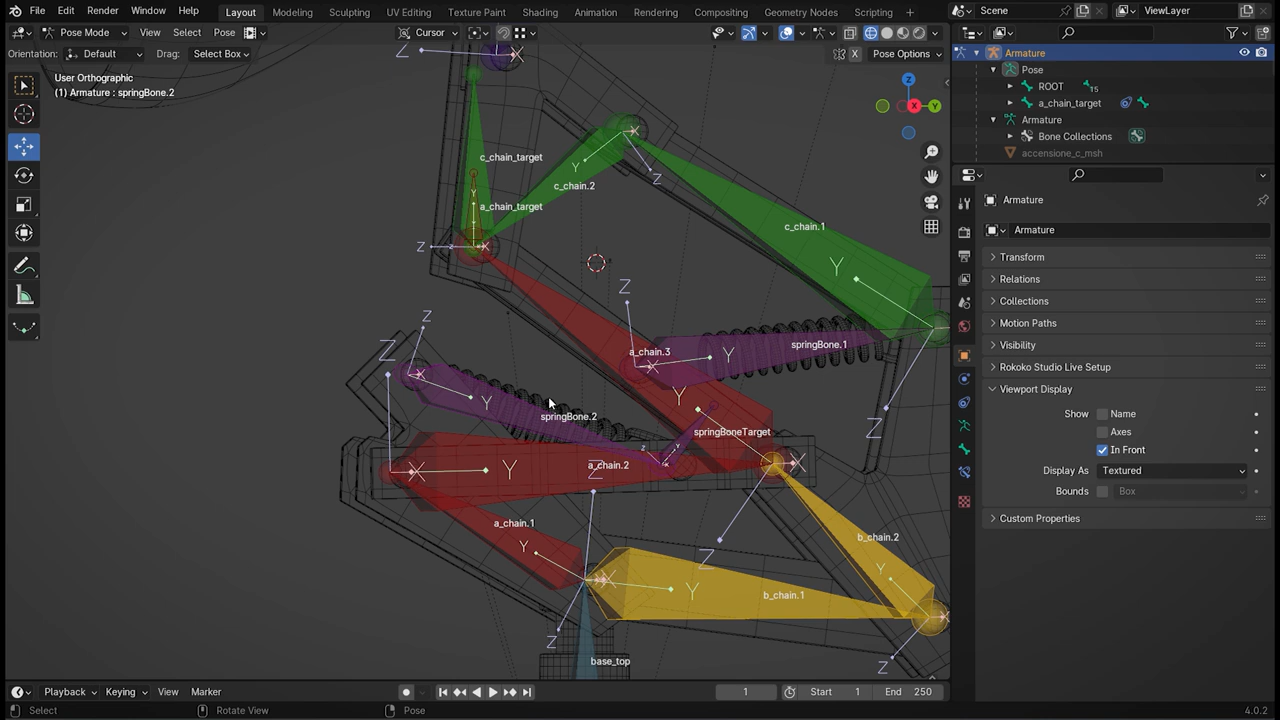 File Edit Render Window Help Layout Modeling Sculpting UV Editing Texture Paint Shading Animation Rendering Compositing Geometry Nodes Scripting + Scene ViewLayer
Pose Mode View Select Pose Cursor
Orientation: Default Drag: Select Box X Pose Options
User Orthographic
(1) Armature : springBone.2
Z X
Z
X Y
X
c_chain_target
Y
Z
c_chain.2
Y
a_chain_target
c_chain.1
Z X
Y
Z
Z
springBone.1
a_chain.3
Y
Z
X
X
Y
Y
springBone.2
Z
springBoneTarget
z Y
X
X Y
a_chain.2
Z
X
a_chain.1
b_chain.2
Y
Z
Y
X
Y
b_chain.1
X
Z
base_top
Z
Armature
Pose
ROOT 15
a_chain_target
Armature
Bone Collections
accensione_c_msh
Armature
Armature
Transform
Relations
Collections
Motion Paths
Visibility
Rokoko Studio Live Setup
Viewport Display
Show Name
Axes
In Front
Display As Textured
Bounds Box
Custom Properties
Playback Keying View Marker 1 Start 1 End 250
Select Rotate View Pose 4.0.2